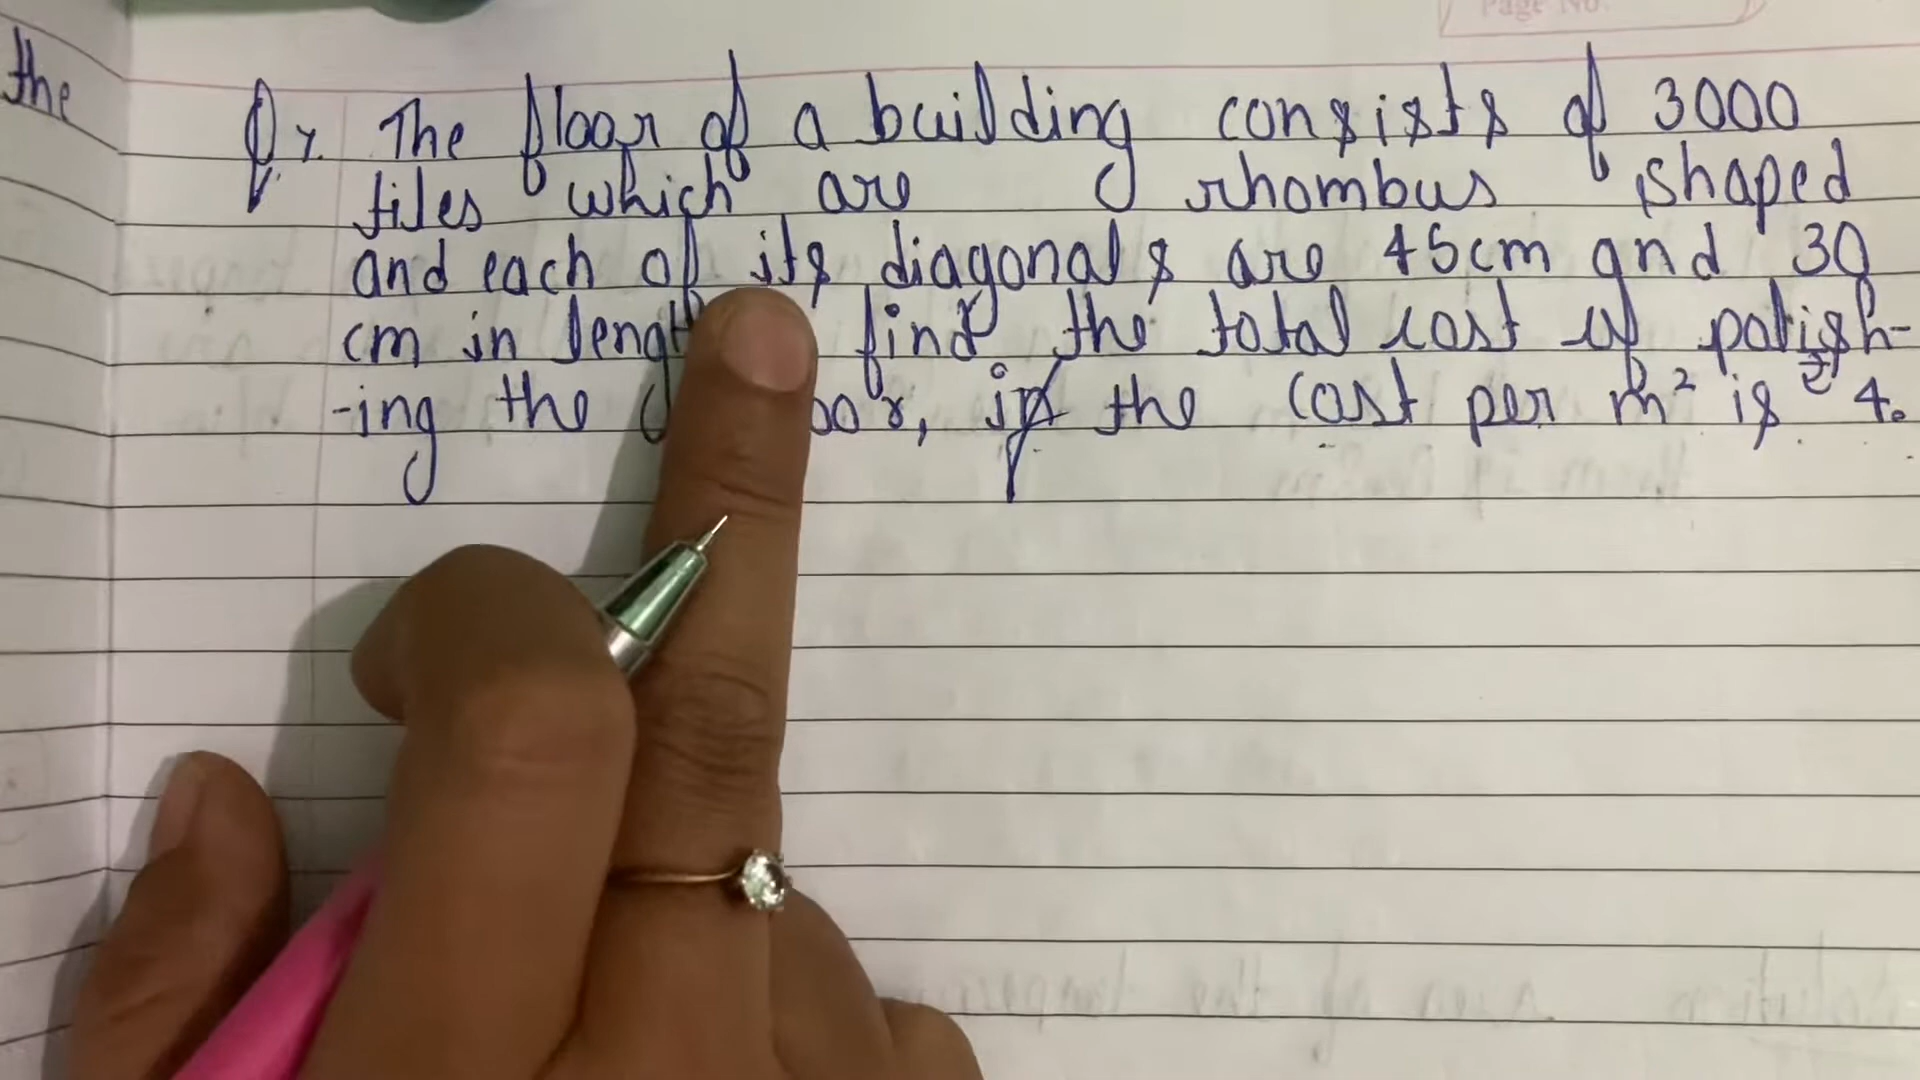 Page No.
the
Q7. The floor of a building consists of 3000
tiles which are rhombus shaped
and each of its diagonals are 45cm and 30
cm in find the total cost of polish-
-ing the if the cost per m² is ₹ 4.